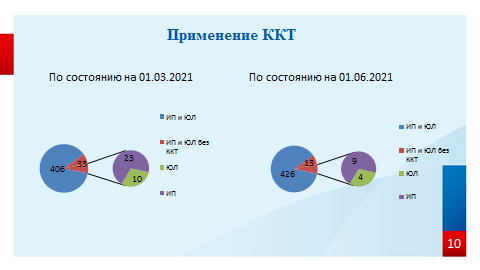 Применение ККТ
По состоянию на 01.03.2021
406
33
23
10
ИП и ЮЛ
ИП и ЮЛ без
ККТ
ЮЛ
ИП
По состоянию на 01.06.2021
426
13
9
4
ИП и ЮЛ
ИП и ЮЛ без
ККТ
ЮЛ
ИП
10